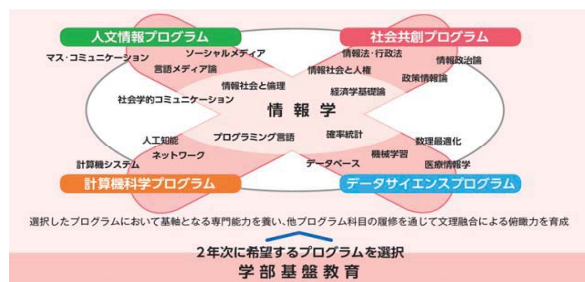 人文情報プログラム
社会共創プログラム
マス・コミュニケーション
ソーシャルメディア
情報法・行政法
情報政治論
言語メディア論
情報社会と人権
政策情報論
情報社会と倫理
経済学基礎論
社会学的コミュニケーション
情報学
人工知能
プログラミング言語
確率統計
数理最適化
ネットワーク
機械学習
計算機システム
データベース
医療情報学
計算機科学プログラム
データサイエンスプログラム
選択したプログラムにおいて基軸となる専門能力を養い、他プログラム科目の履修を通じて文理融合による俯瞰力を育成
2年次に希望するプログラムを選択
学部基盤教育